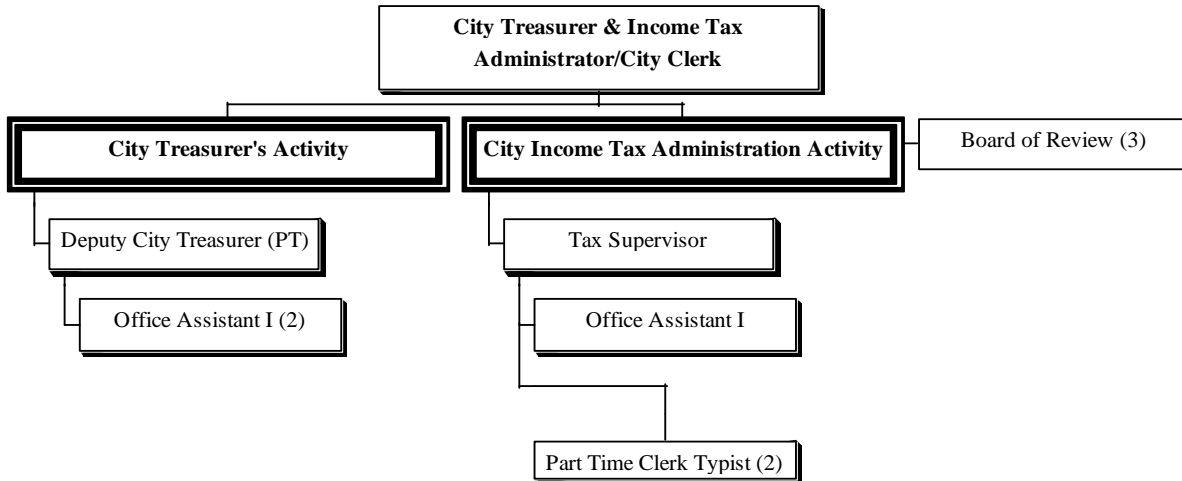 City Treasurer & Income Tax
Administrator/City Clerk
City Treasurer's Activity
City Income Tax Administration Activity
Board of Review (3)
Deputy City Treasurer (PT)
Tax Supervisor
Office Assistant I (2)
Office Assistant I
Part Time Clerk Typist (2)